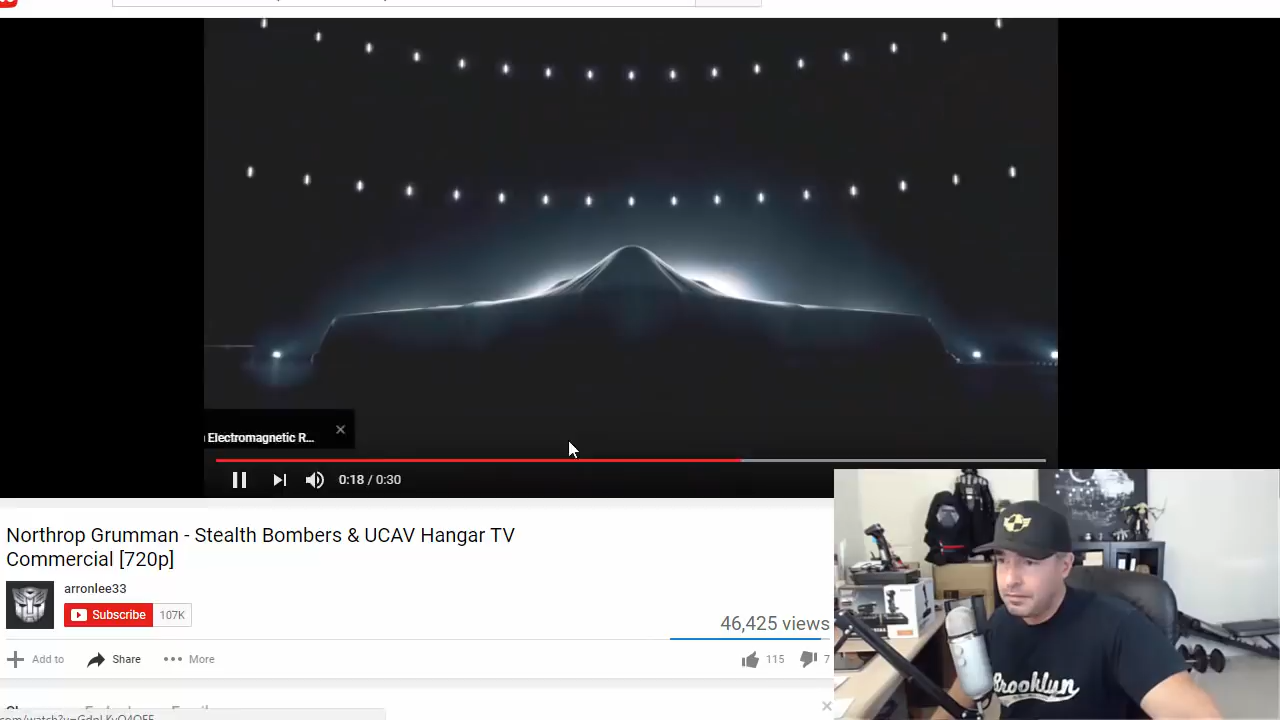 Electromagnetic R...
0:18 / 0:30
Northrop Grumman - Stealth Bombers & UCAV Hangar TV
Commercial [720p]
arronlee33
Subscribe 107K
46,425 views
Add to Share More 115 7
Brooklyn